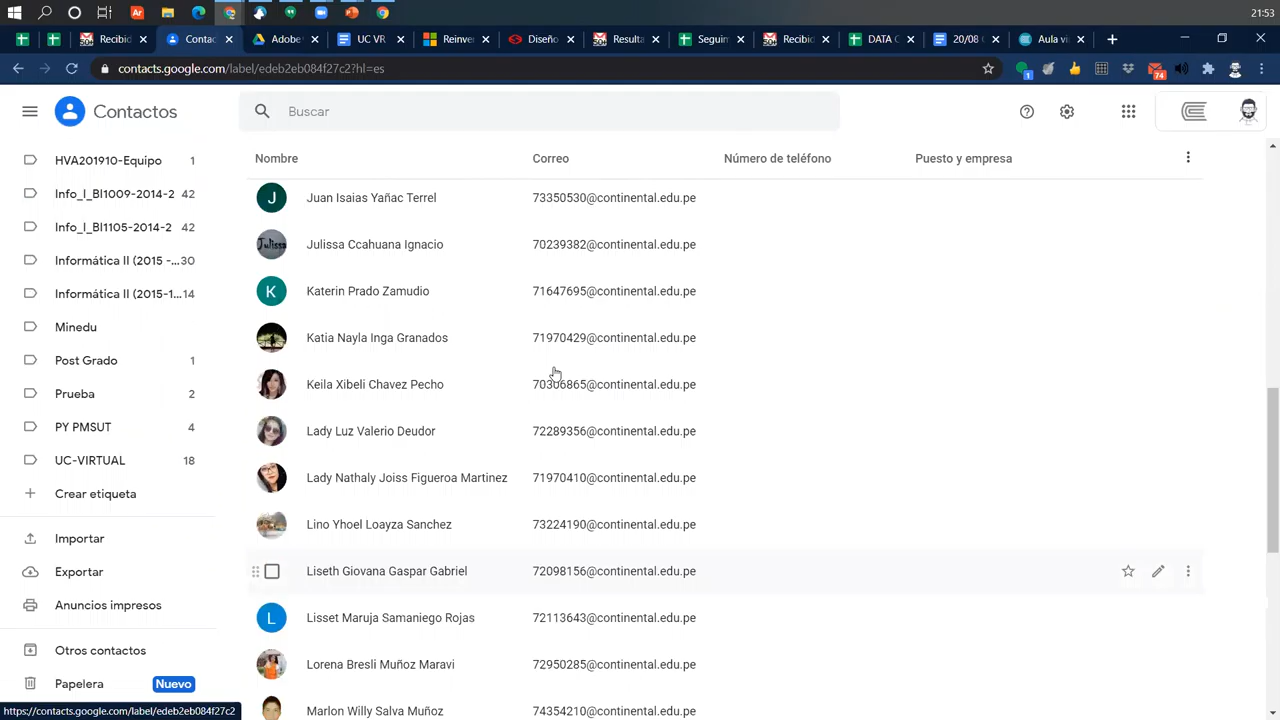 21:53
Recibid
Contac
Adobe
UC VR
Reinver
Diseño
Resulta
Seguim
Recibid
DATA C
20/08
Aula vi
contacts.google.com/label/edeb2eb084f27c2?hl=es
1
74
Contactos
Buscar
Nombre Correo Número de teléfono Puesto y empresa
HVA201910-Equipo 1
Info_I_BI1009-2014-2 42
Info_I_BI1105-2014-2 42
Informática II (2015 -... 30
Informática II (2015-1... 14
Minedu
Post Grado 1
Prueba 2
PY PMSUT 4
UC-VIRTUAL 18
Crear etiqueta
Importar
Exportar
Anuncios impresos
Otros contactos
Papelera Nuevo
https://contacts.google.com/label/edeb2eb084f27c2
J Juan Isaias Yañac Terrel 73350530@continental.edu.pe
Julissa Julissa Ccahuana Ignacio 70239382@continental.edu.pe
K Katerin Prado Zamudio 71647695@continental.edu.pe
Katia Nayla Inga Granados 71970429@continental.edu.pe
Keila Xibeli Chavez Pecho 70306865@continental.edu.pe
Lady Luz Valerio Deudor 72289356@continental.edu.pe
Lady Nathaly Joiss Figueroa Martinez 71970410@continental.edu.pe
Lino Yhoel Loayza Sanchez 73224190@continental.edu.pe
Liseth Giovana Gaspar Gabriel 72098156@continental.edu.pe
L Lisset Maruja Samaniego Rojas 72113643@continental.edu.pe
Lorena Bresli Muñoz Maravi 72950285@continental.edu.pe
Marlon Willy Salva Muñoz 74354210@continental.edu.pe